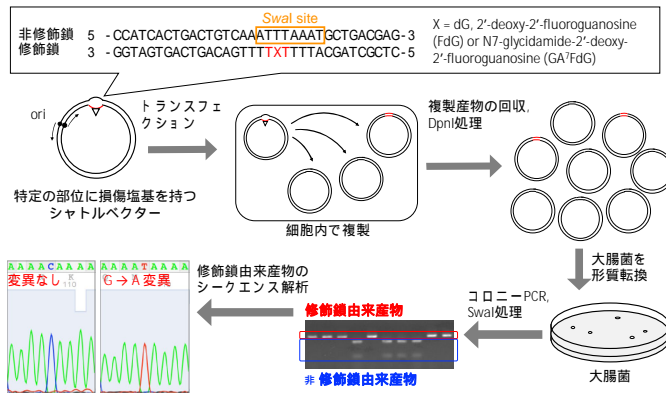 SwaI site
非修飾鎖 5 -CCATCACTGACTGTCAAATTTAAATGCTGACGAG-3
修飾鎖 3 -GGTAGTGACTGACAGTTTTXTTTTACGATCGCTC-5
X = dG, 2′-deoxy-2′-fluoroguanosine
(FdG) or N7-glycidamide-2′-deoxy-
2′-fluoroguanosine (GA7FdG)
ori
トランスフェ
クション
複製産物の回収,
DpnI処理
特定の部位に損傷塩基を持つ
シャトルベクター
細胞内で複製
大腸菌を
形質転換
AAAACAAAA
変異なし
110
AAAATAAAA
G→A変異
修飾鎖由来産物の
シークエンス解析
修飾鎖由来産物
非修飾鎖由来産物
コロニーPCR,
SwaI処理
大腸菌